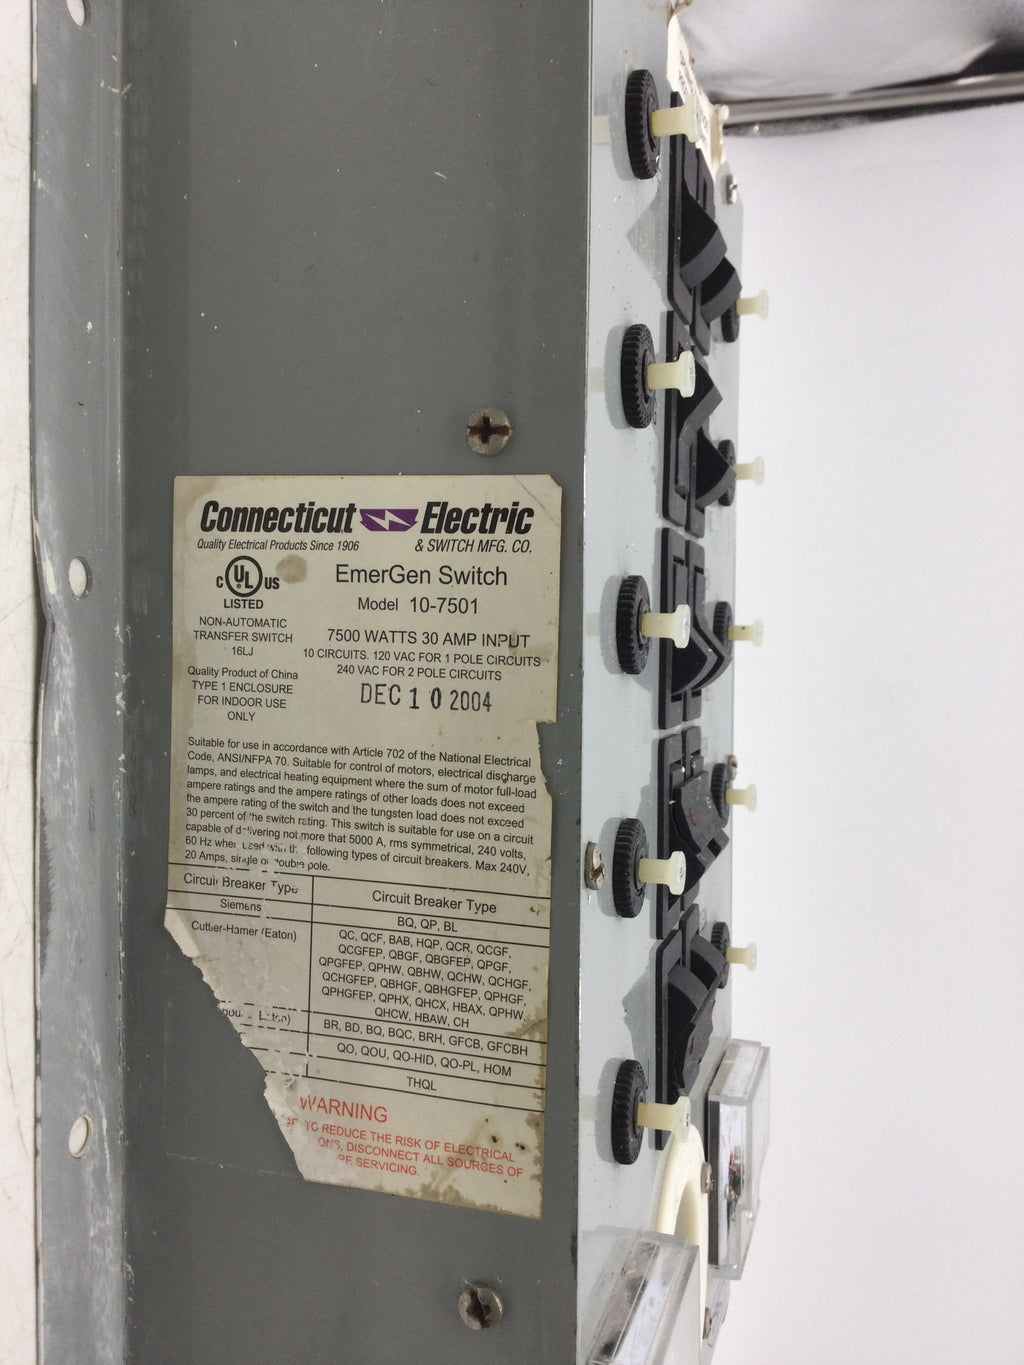 Connecticut Electric
Quality Electrical Products Since 1906 & SWITCH MFG. CO.
C UL US
LISTED
NON-AUTOMATIC
TRANSFER SWITCH
16LJ
Quality Product of China
TYPE 1 ENCLOSURE
FOR INDOOR USE
ONLY
EmerGen Switch
Model 10-7501
7500 WATTS 30 AMP INPUT
10 CIRCUITS. 120 VAC FOR 1 POLE CIRCUITS
240 VAC FOR 2 POLE CIRCUITS
DEC 10 2004
Suitable for use in accordance with Article 702 of the National Electrical
Code, ANSI/NFPA 70. Suitable for control of motors, electrical discharge
lamps, and electrical heating equipment where the sum of motor full-load
ampere ratings and the ampere ratings of other loads does not exceed
the ampere rating of the switch and the tungsten load does not exceed
30 percent of the switch rating. This switch is suitable for use on a circuit
capable of delivering not more that 5000 A, rms symmetrical, 240 volts,
60 Hz when used with the following types of circuit breakers. Max 240V,
20 Amps, single or double pole.
Circuit Breaker Type Circuit Breaker Type
Siemens BQ, QP, BL
Cutler-Hamer (Eaton) QC, QCF, BAB, HQP, QCR, QCGF,
QCGFEP, QBGF, QBGFEP, QPGF,
QPGFEP, QPHW, QBHW, QCHW, QCHGF,
QCHGFEP, QBHGF, QBHGFEP, QPHGF,
QPHGFEP, QPHX, QHCX, HBAX, QPHW,
QHCW, HBAW, CH
BR, BD, BQ, BQC, BRH, GFCB, GFCBH
QO, QOU, QO-HID, QO-PL, HOM
THQL
WARNING
TO REDUCE THE RISK OF ELECTRICAL
DISCONNECT ALL SOURCES OF
SERVICING.